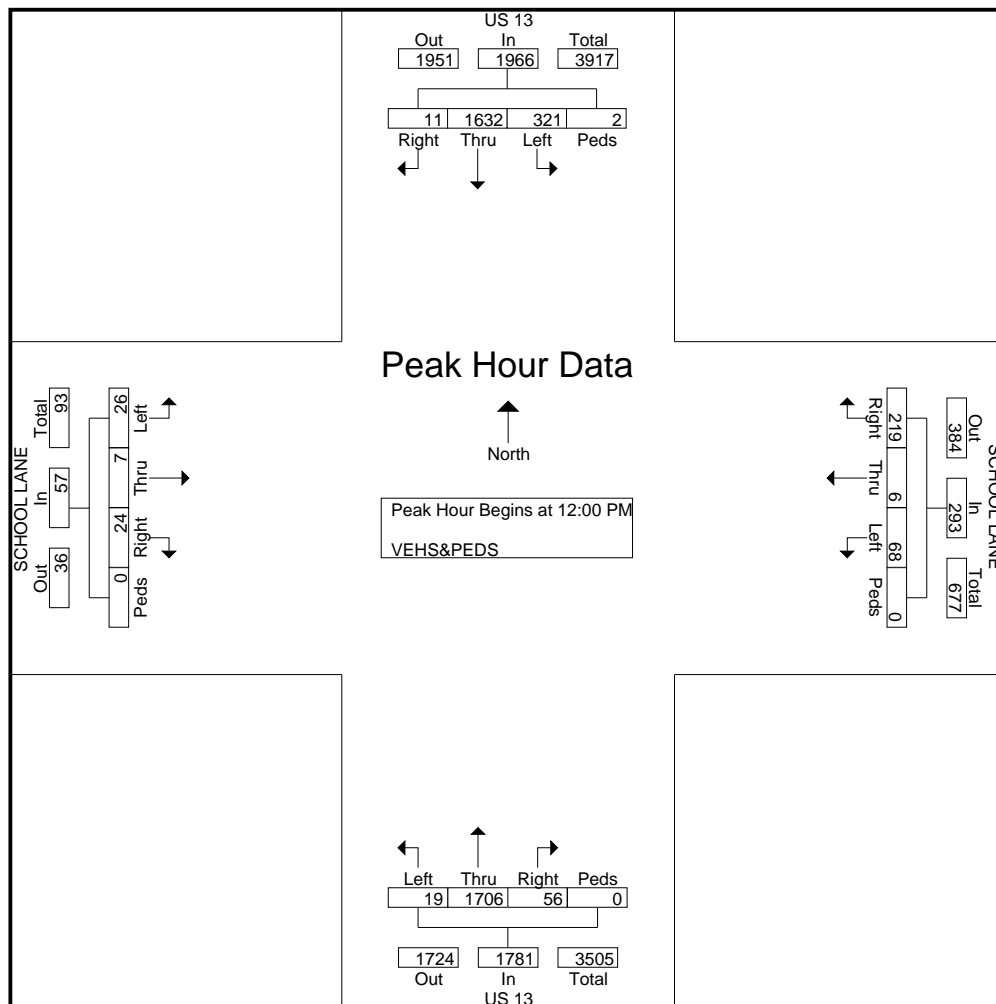 US 13
Out In Total
1951 1966 3917
11 1632 321 2
Right Thru Left Peds
Peak Hour Data
North
Peak Hour Begins at 12:00 PM
VEHS&PEDS
SCHOOL LANE
Out In Total
36 57 93
Left Thru Right Peds
26 7 24 0
SCHOOL LANE
Out In Total
384 293 677
219 6 68 0
Right Thru Left Peds
Left Thru Right Peds
19 1706 56 0
1724 1781 3505
Out In Total
US 13